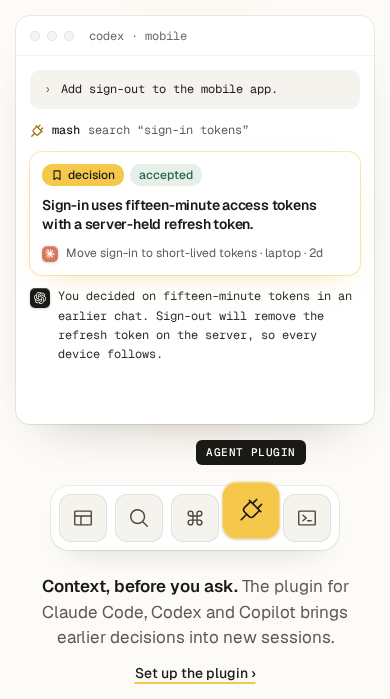 codex · mobile
› Add sign-out to the mobile app.
mash search “sign-in tokens”
decision accepted
Sign-in uses fifteen-minute access tokens
with a server-held refresh token.
Move sign-in to short-lived tokens · laptop · 2d
You decided on fifteen-minute tokens in an
earlier chat. Sign-out will remove the
refresh token on the server, so every
device follows.
AGENT PLUGIN
Context, before you ask. The plugin for
Claude Code, Codex and Copilot brings
earlier decisions into new sessions.
Set up the plugin ›